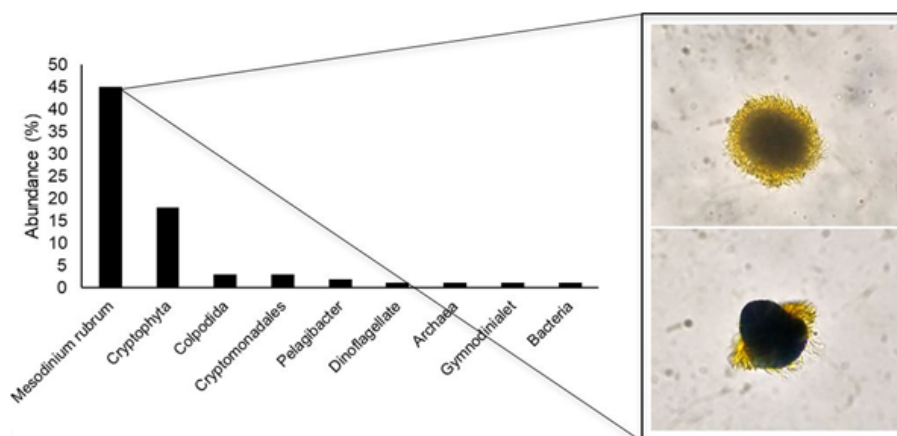 50
45
40
35
30
25
20
15
10
5
0
Abundance (%)
Mesodinium rubrum
Cryptophyta
Colpodida
Cryptomonadales
Pelagibacter
Dinoflagellate
Archaea
Gymnodinialet
Bacteria